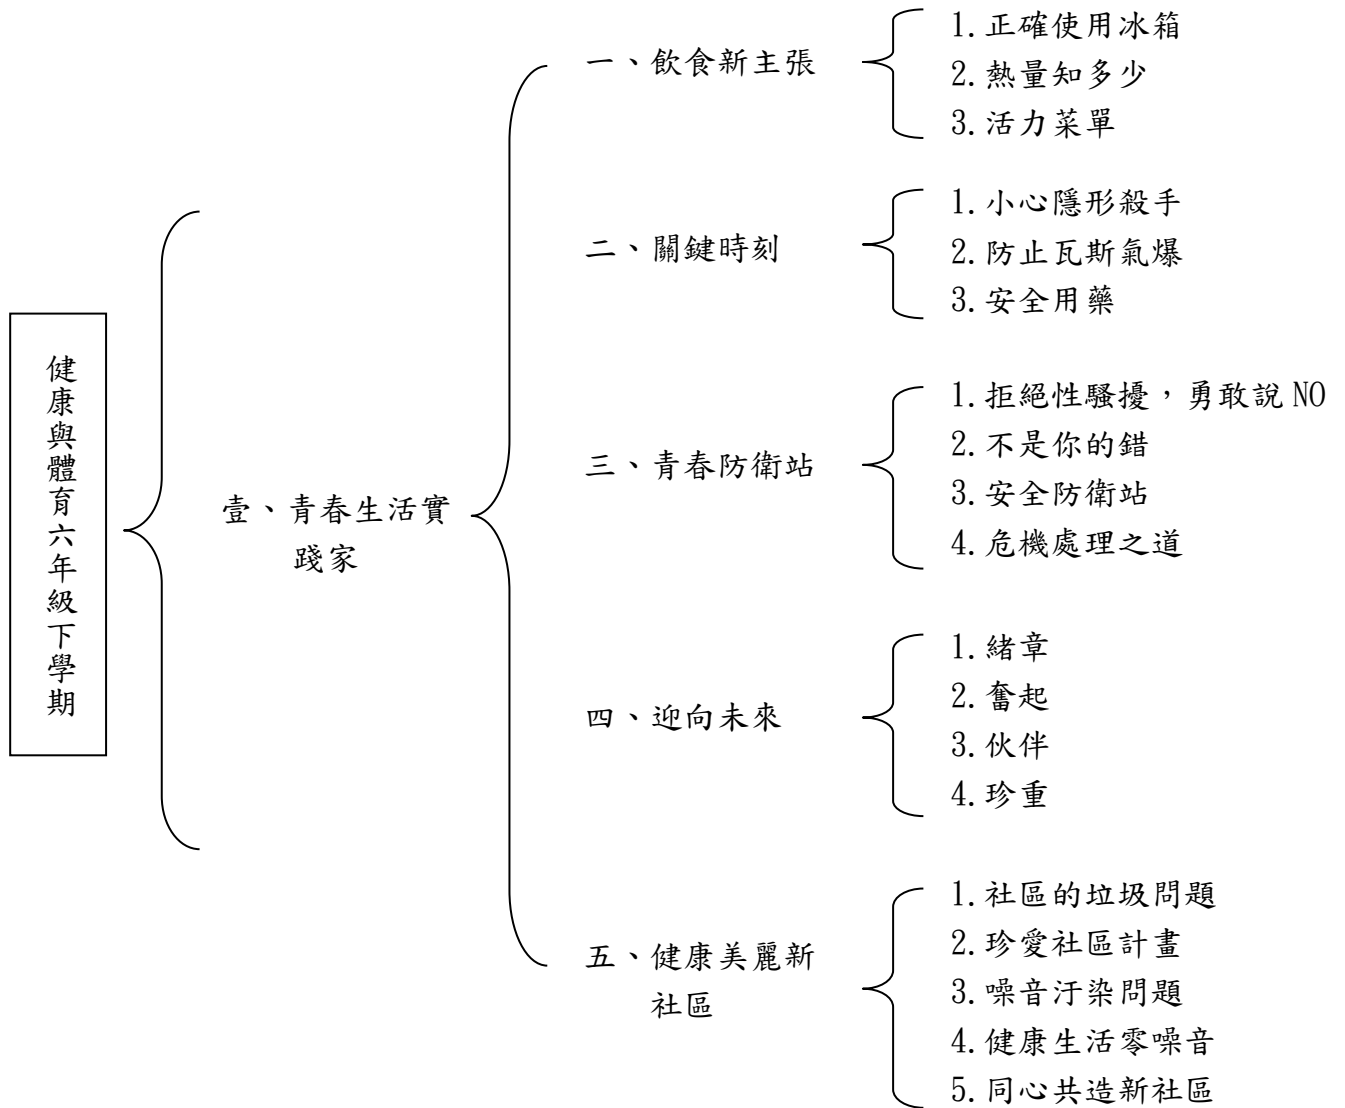 健康與體育六年級下學期
壹、青春生活實
踐家
一、飲食新主張
1.正確使用冰箱
2.熱量知多少
3.活力菜單
二、關鍵時刻
1.小心隱形殺手
2.防止瓦斯氣爆
3.安全用藥
三、青春防衛站
1.拒絕性騷擾，勇敢說 NO
2.不是你的錯
3.安全防衛站
4.危機處理之道
四、迎向未來
1.緒章
2.奮起
3.伙伴
4.珍重
五、健康美麗新
社區
1.社區的垃圾問題
2.珍愛社區計畫
3.噪音汙染問題
4.健康生活零噪音
5.同心共造新社區